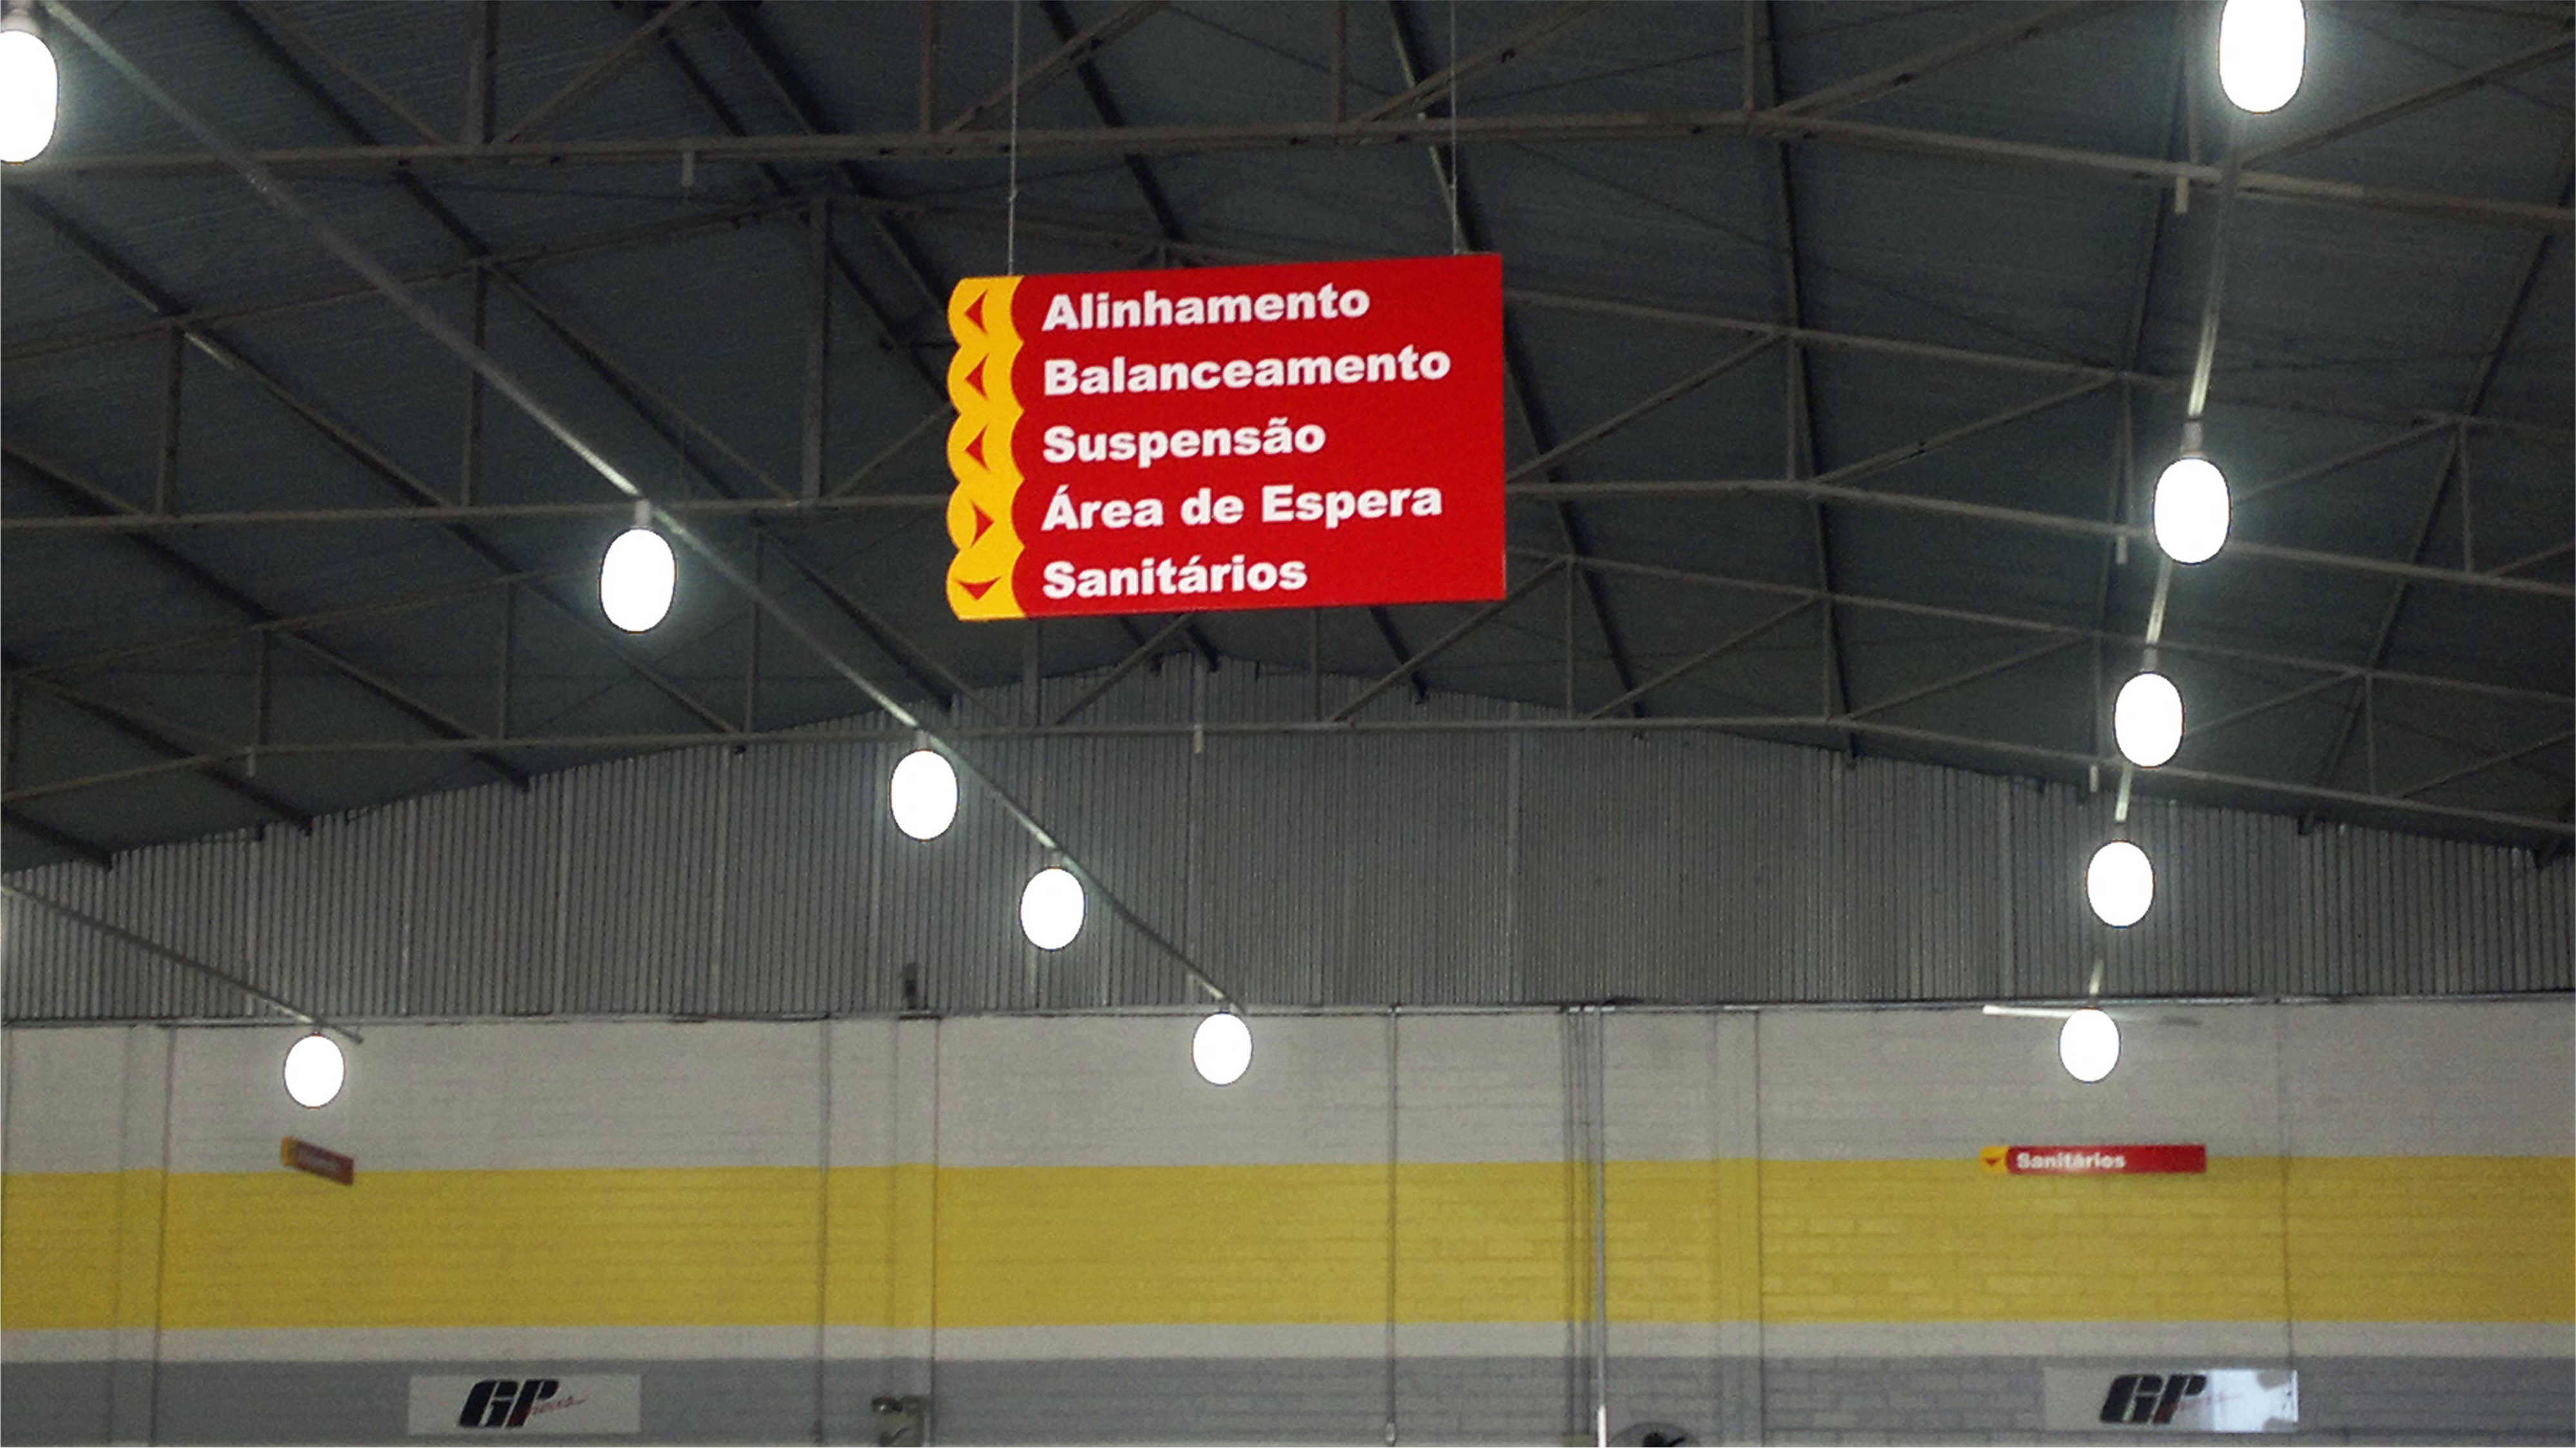 Alinhamento
Balanceamento
Suspensão
Área de Espera
Sanitários
Sanitários
GP
GP